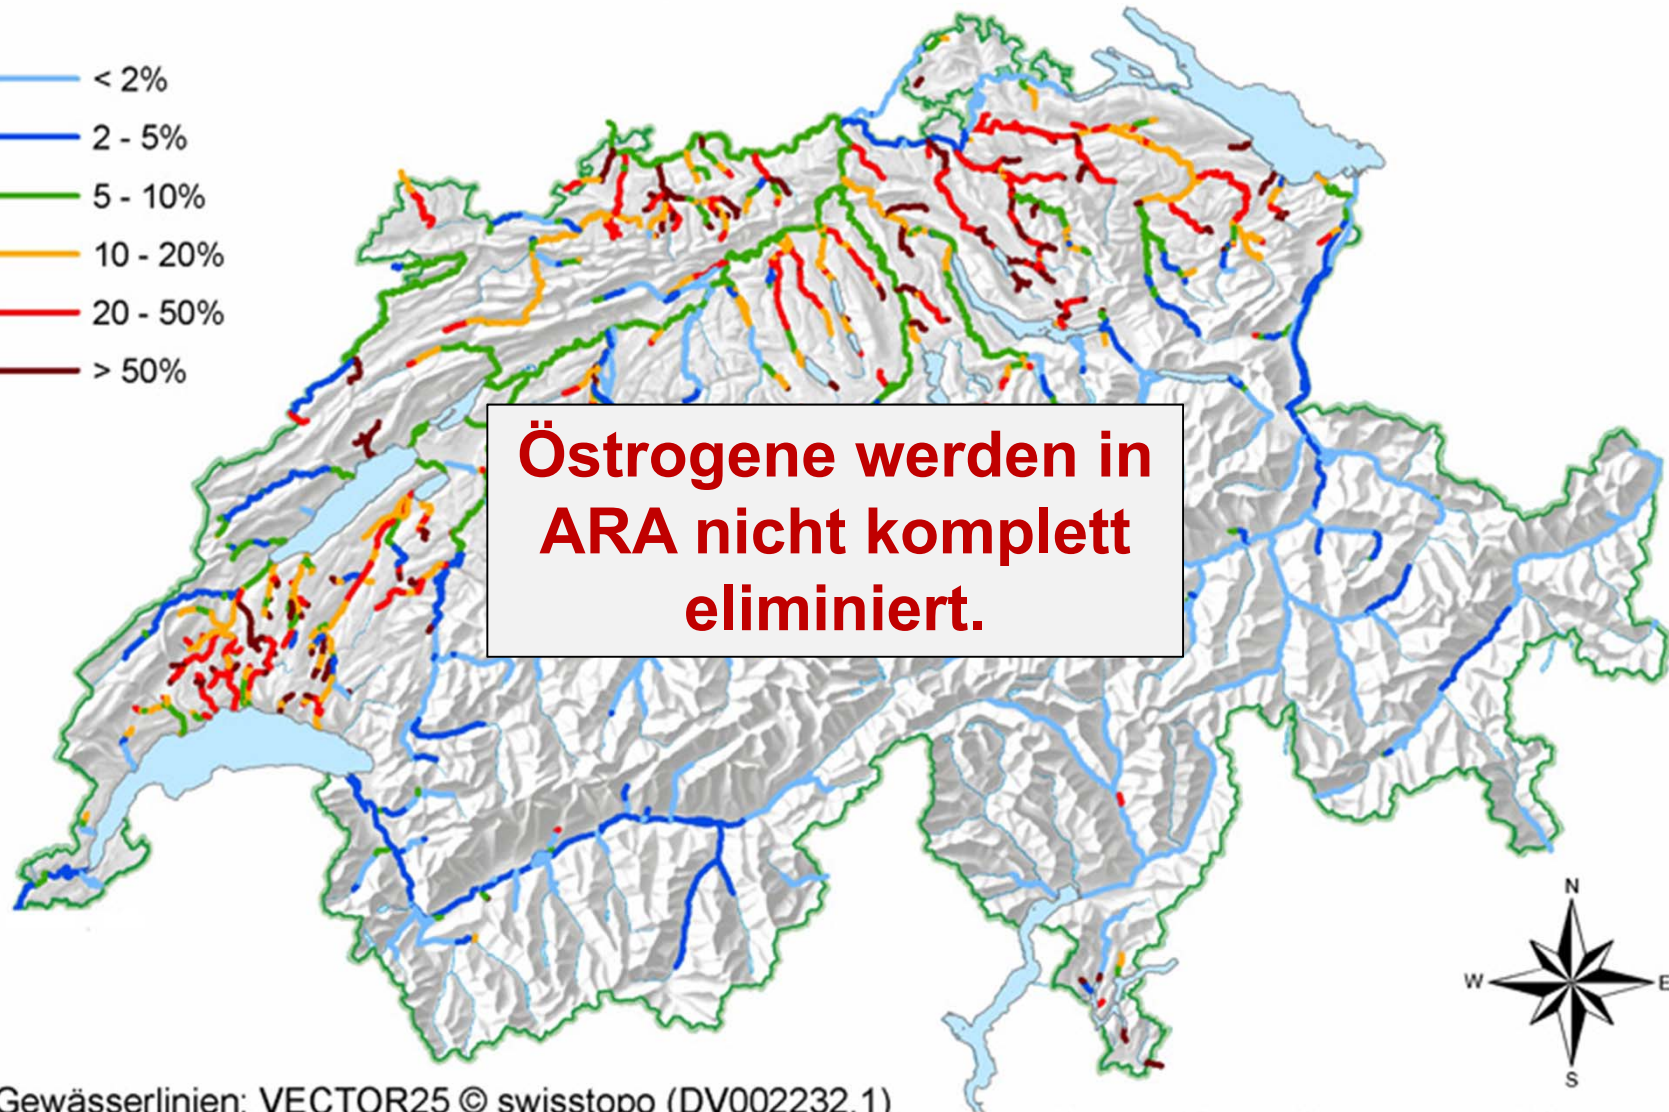 < 2%
2 - 5%
5 - 10%
10 - 20%
20 - 50%
> 50%
Östrogene werden in
ARA nicht komplett
eliminiert.
N
W
E
S
Gewässerlinien: VECTOR25 © swisstopo (DV002232.1)